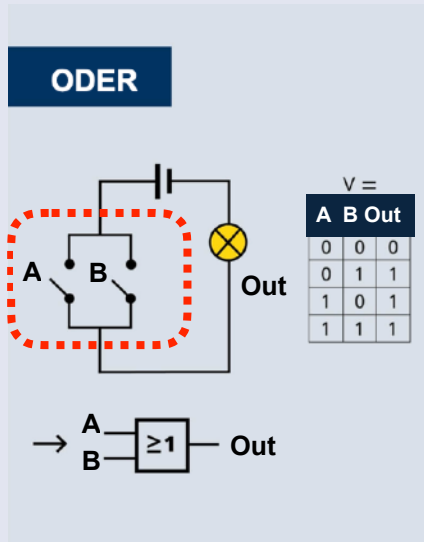 ODER
V =
A B Out
0 0 0
0 1 1
1 0 1
1 1 1
A
B
Out
→ A
B
≥1
Out